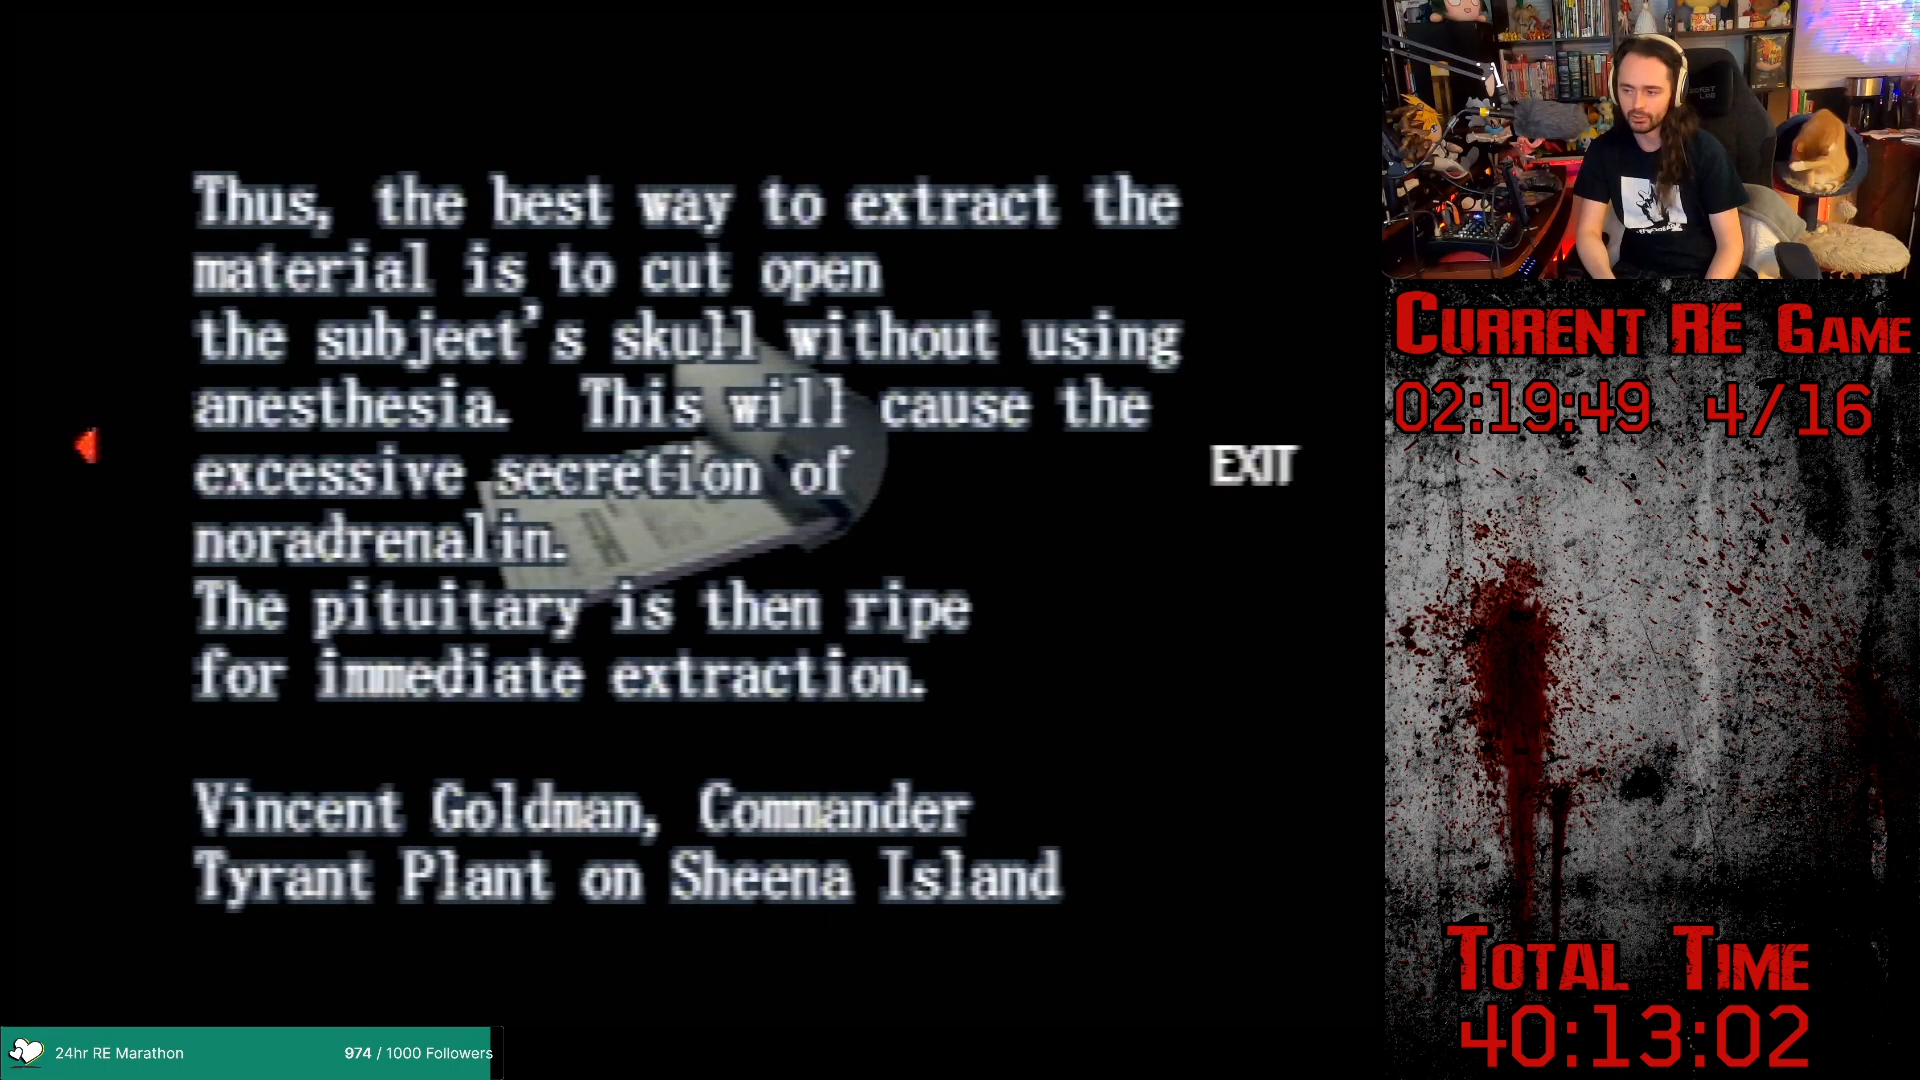 Thus, the best way to extract the
material is to cut open
the subject's skull without using
anesthesia. This will cause the
excessive secretion of
noradrenalin.
The pituitary is then ripe
for immediate extraction.
Vincent Goldman, Commander
Tyrant Plant on Sheena Island
EXIT
CURRENT RE GAME
02:19:49 4/16
TOTAL TIME
40:13:02
24hr RE Marathon 974 / 1000 Followers